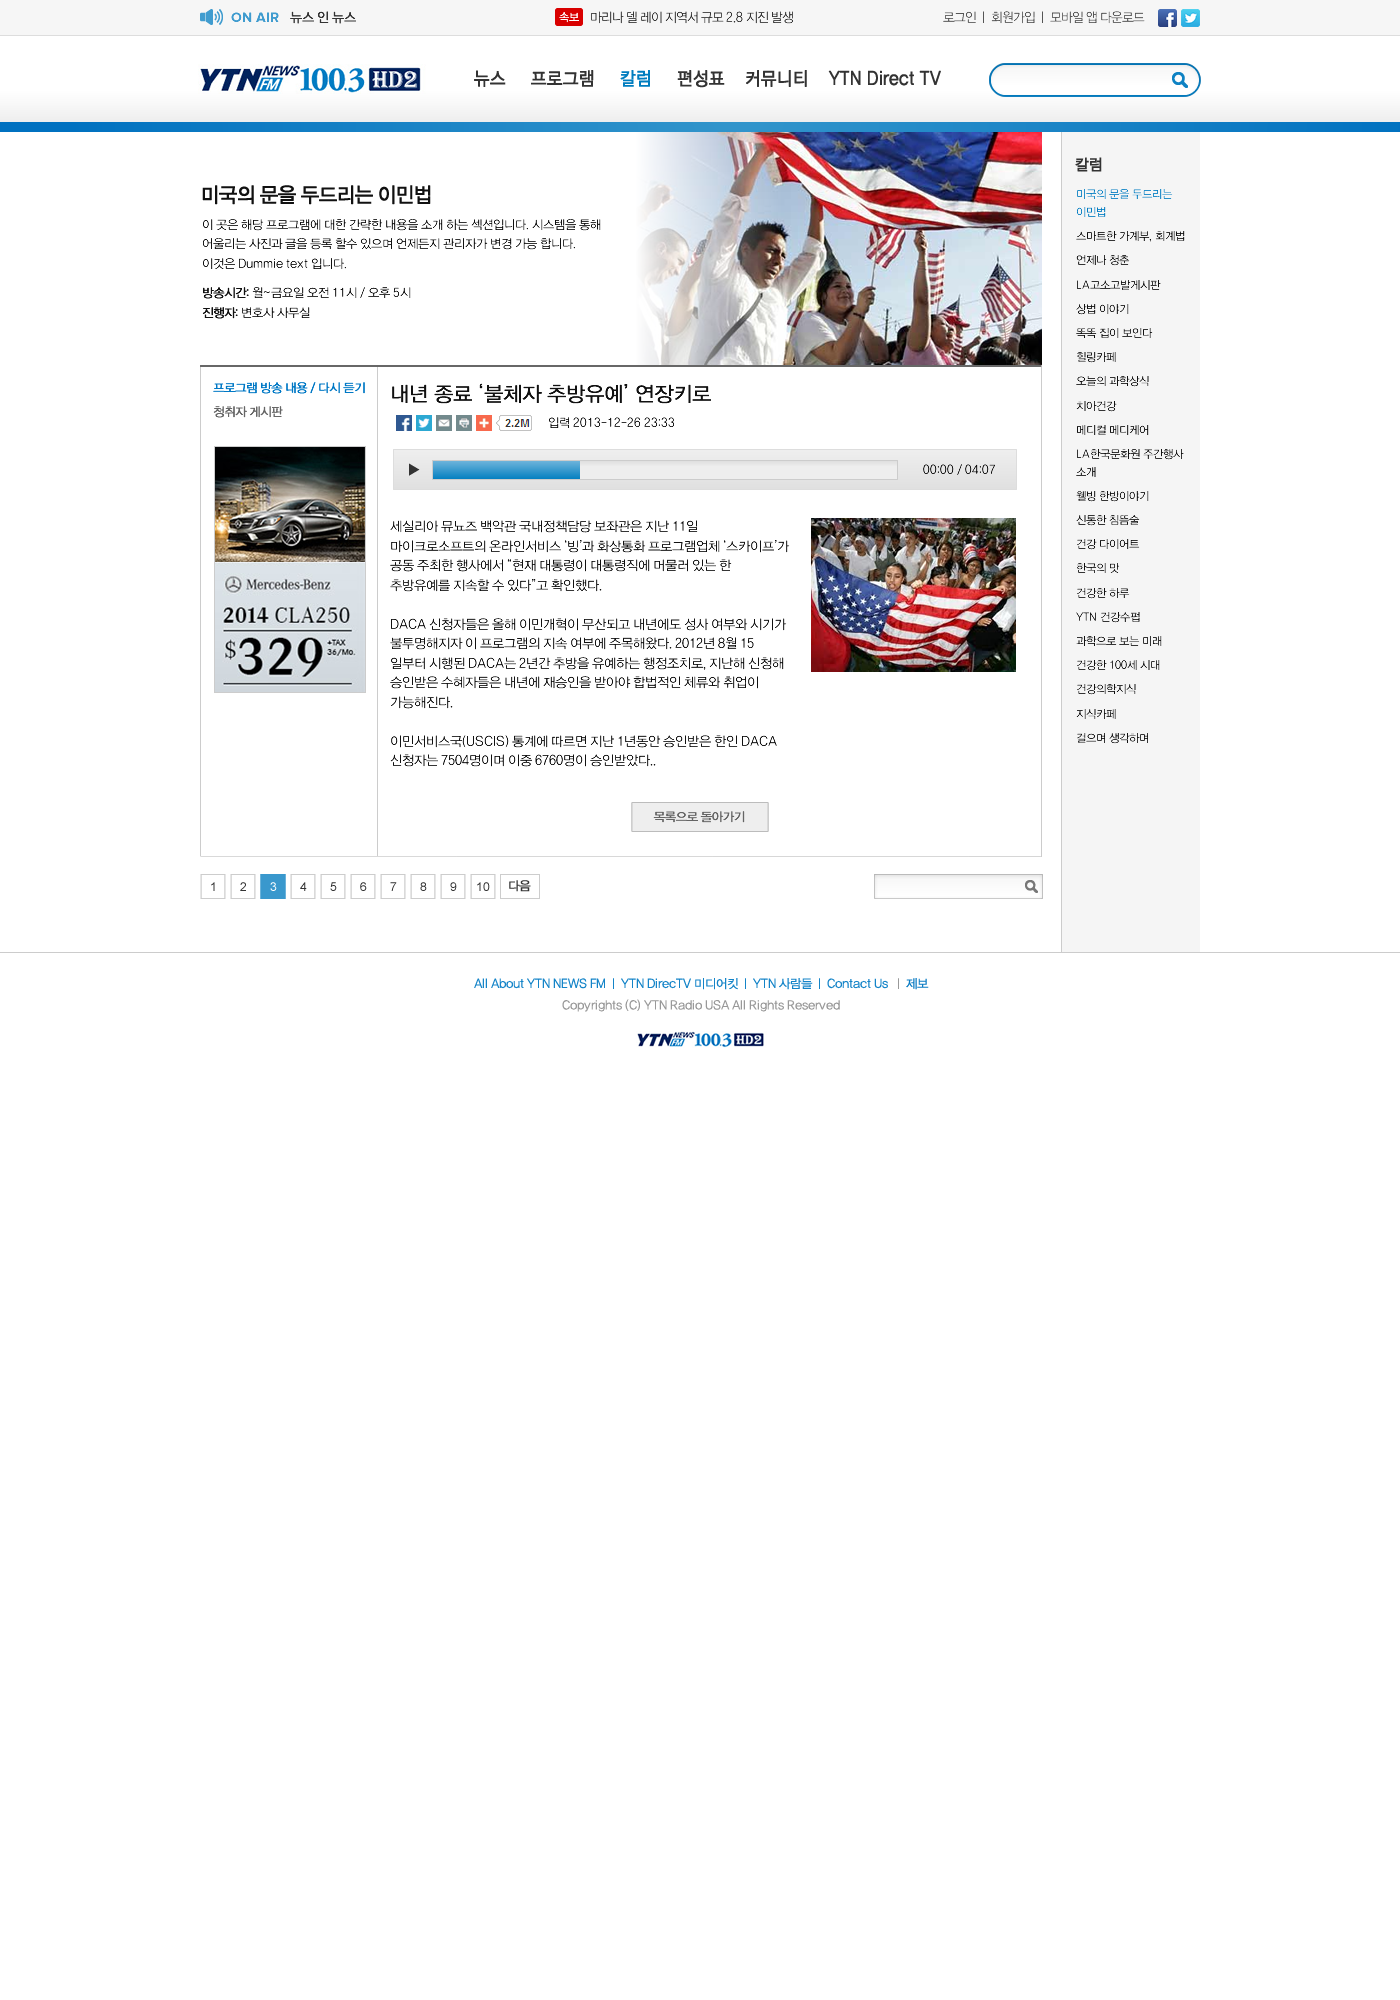 ON AIR 뉴스 인 뉴스
속보 마리나 델 레이 지역서 규모 2.8 지진 발생
로그인 | 회원가입 | 모바일 앱 다운로드
YTN NEWS FM 100.3 HD2
뉴스 프로그램 칼럼 편성표 커뮤니티 YTN Direct TV
미국의 문을 두드리는 이민법
이 곳은 해당 프로그램에 대한 간략한 내용을 소개 하는 섹션입니다. 시스템을 통해
어울리는 사진과 글을 등록 할수 있으며 언제든지 관리자가 변경 가능 합니다.
이것은 Dummie text 입니다.
방송시간: 월~금요일 오전 11시 / 오후 5시
진행자: 변호사 사무실
프로그램 방송 내용 / 다시 듣기
청취자 게시판
Mercedes-Benz
2014 CLA250
$329 +TAX
36/Mo.
내년 종료 ‘불체자 추방유예’ 연장키로
2.2M 입력 2013-12-26 23:33
00:00 / 04:07
세실리아 뮤뇨즈 백악관 국내정책담당 보좌관은 지난 11일
마이크로소프트의 온라인서비스 ‘빙’과 화상통화 프로그램업체 ‘스카이프’가
공동 주최한 행사에서 “현재 대통령이 대통령직에 머물러 있는 한
추방유예를 지속할 수 있다”고 확인했다.
DACA 신청자들은 올해 이민개혁이 무산되고 내년에도 성사 여부와 시기가
불투명해지자 이 프로그램의 지속 여부에 주목해왔다. 2012년 8월 15
일부터 시행된 DACA는 2년간 추방을 유예하는 행정조치로, 지난해 신청해
승인받은 수혜자들은 내년에 재승인을 받아야 합법적인 체류와 취업이
가능해진다.
이민서비스국(USCIS) 통계에 따르면 지난 1년동안 승인받은 한인 DACA
신청자는 7504명이며 이중 6760명이 승인받았다..
목록으로 돌아가기
1 2 3 4 5 6 7 8 9 10 다음
칼럼
미국의 문을 두드리는
이민법
스마트한 가계부, 회계법
언제나 청춘
LA고소고발게시판
상법 이야기
똑똑 집이 보인다
힐링카페
오늘의 과학상식
치아건강
메디컬 메디케어
LA한국문화원 주간행사
소개
웰빙 한방이야기
신통한 침뜸술
건강 다이어트
한국의 맛
건강한 하루
YTN 건강수첩
과학으로 보는 미래
건강한 100세 시대
건강의학지식
지식카페
길으며 생각하며
All About YTN NEWS FM | YTN DirecTV 미디어킷 | YTN 사람들 | Contact Us | 제보
Copyrights (C) YTN Radio USA All Rights Reserved
YTN NEWS FM 100.3 HD2